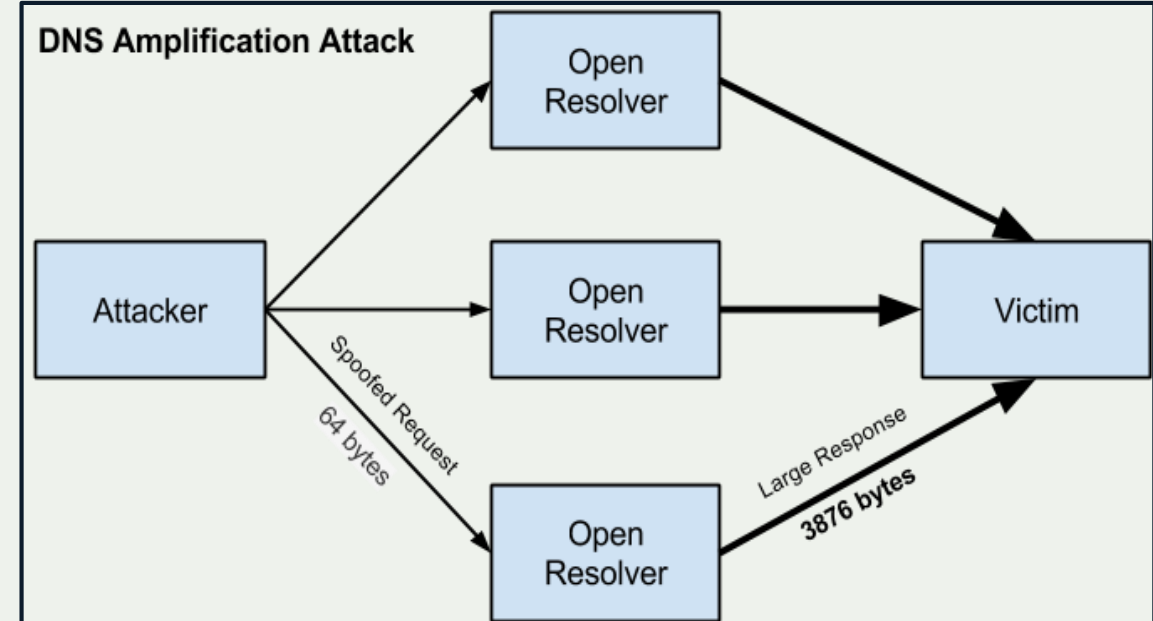 DNS Amplification Attack
Open
Resolver
Attacker
Open
Resolver
Victim
Spoofed Request
64 bytes
Large Response
3876 bytes
Open
Resolver